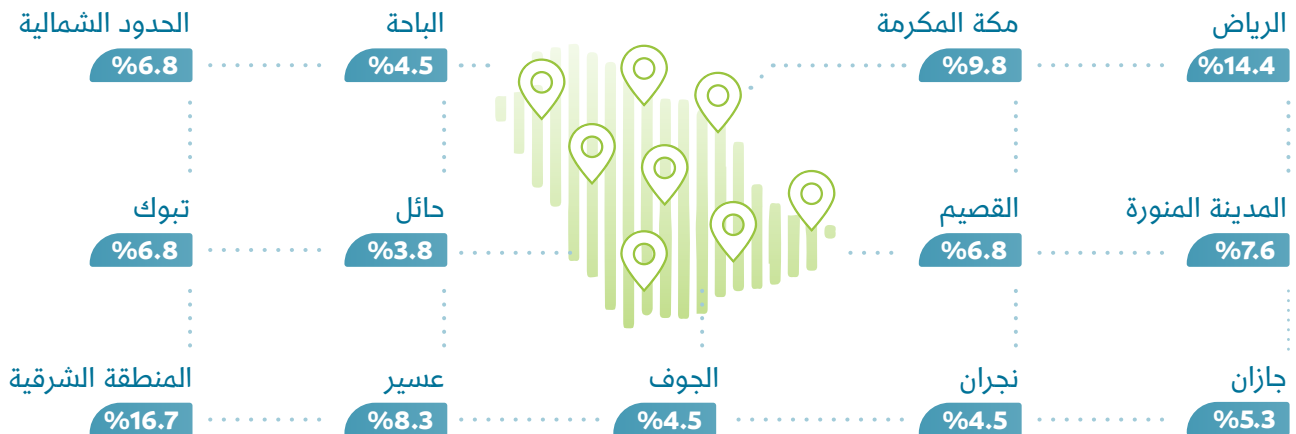 الرياض
%14.4
مكة المكرمة
%9.8
الباحة
%4.5
الحدود الشمالية
%6.8
المدينة المنورة
%7.6
القصيم
%6.8
حائل
%3.8
تبوك
%6.8
جازان
%5.3
نجران
%4.5
الجوف
%4.5
عسير
%8.3
المنطقة الشرقية
%16.7